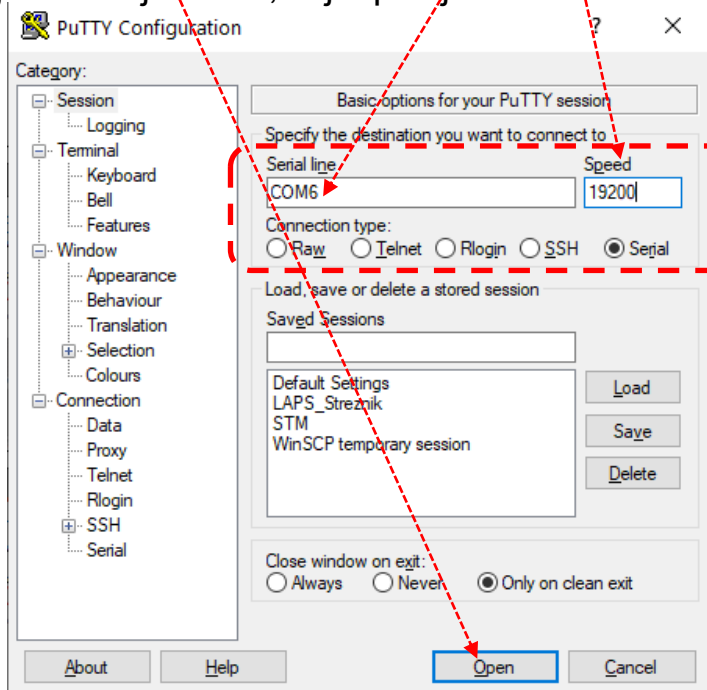 PuTTY Configuration ? ×
Category:
Session
Logging
Terminal
Keyboard
Bell
Features
Window
Appearance
Behaviour
Translation
Selection
Colours
Connection
Data
Proxy
Telnet
Rlogin
SSH
Serial
Basic options for your PuTTY session
Specify the destination you want to connect to
Serial line Speed
COM6 19200
Connection type:
Raw Telnet Rlogin SSH Serial
Load, save or delete a stored session
Saved Sessions
Default Settings
LAPS_Streznik
STM
WinSCP temporary session
Load
Save
Delete
Close window on exit:
Always Never Only on clean exit
About Help Open Cancel